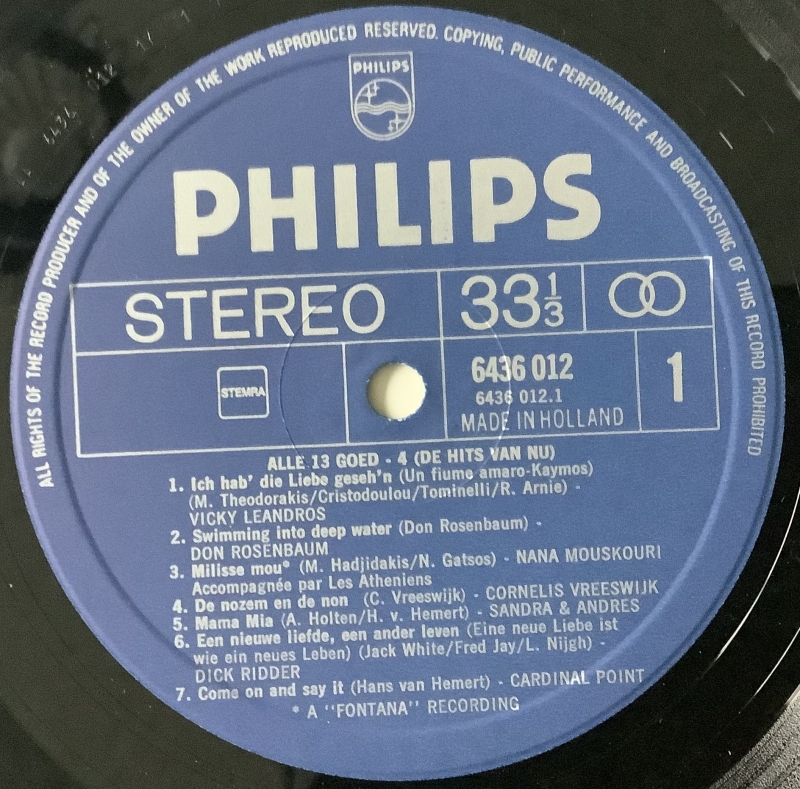 ALL RIGHTS OF THE RECORD PRODUCER AND OF THE OWNER OF THE WORK REPRODUCED RESERVED. COPYING, PUBLIC PERFORMANCE AND BROADCASTING OF THIS RECORD PROHIBITED
PHILIPS
PHILIPS
STEREO 33 1/3
STEMRA
6436 012
6436 012.1
MADE IN HOLLAND
1
ALLE 13 GOED - 4 (DE HITS VAN NU)
1. Ich hab' die Liebe geseh'n (Un fiume amaro-Kaymos)
(M. Theodorakis/Cristodoulou/Tominelli/R. Arnie) -
VICKY LEANDROS
2. Swimming into deep water (Don Rosenbaum) -
DON ROSENBAUM
3. Milisse mou* (M. Hadjidakis/N. Gatsos) - NANA MOUSKOURI
Accompagnée par Les Atheniens
4. De nozem en de non (C. Vreeswijk) - CORNELIS VREESWIJK
5. Mama Mia (A. Holten/H. v. Hemert) - SANDRA & ANDRES
6. Een nieuwe liefde, een ander leven (Eine neue Liebe ist
wie ein neues Leben) (Jack White/Fred Jay/L. Nijgh) -
DICK RIDDER
7. Come on and say it (Hans van Hemert) - CARDINAL POINT
* A "FONTANA" RECORDING